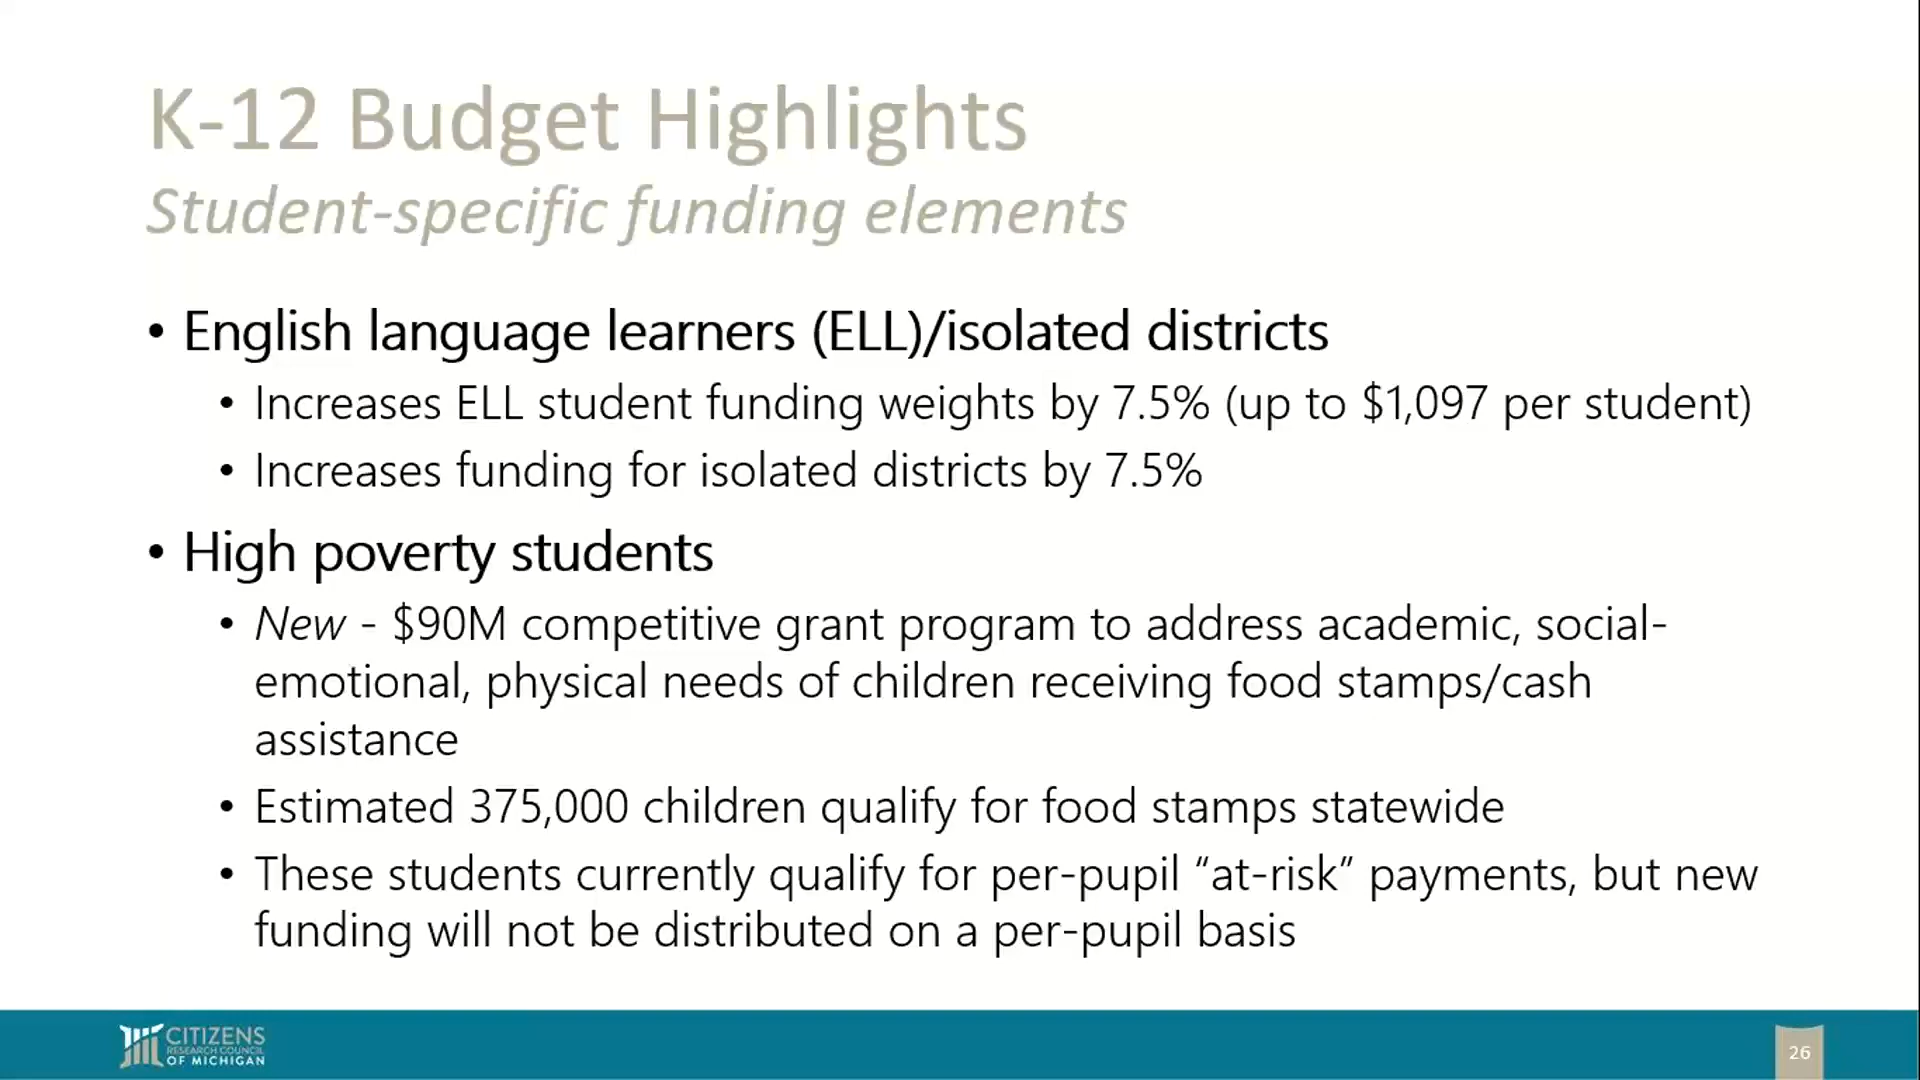 K-12 Budget Highlights
Student-specific funding elements
• English language learners (ELL)/isolated districts
• Increases ELL student funding weights by 7.5% (up to $1,097 per student)
• Increases funding for isolated districts by 7.5%
• High poverty students
• New - $90M competitive grant program to address academic, social-
emotional, physical needs of children receiving food stamps/cash
assistance
• Estimated 375,000 children qualify for food stamps statewide
• These students currently qualify for per-pupil “at-risk” payments, but new
funding will not be distributed on a per-pupil basis
CITIZENS
RESEARCH COUNCIL
OF MICHIGAN
26